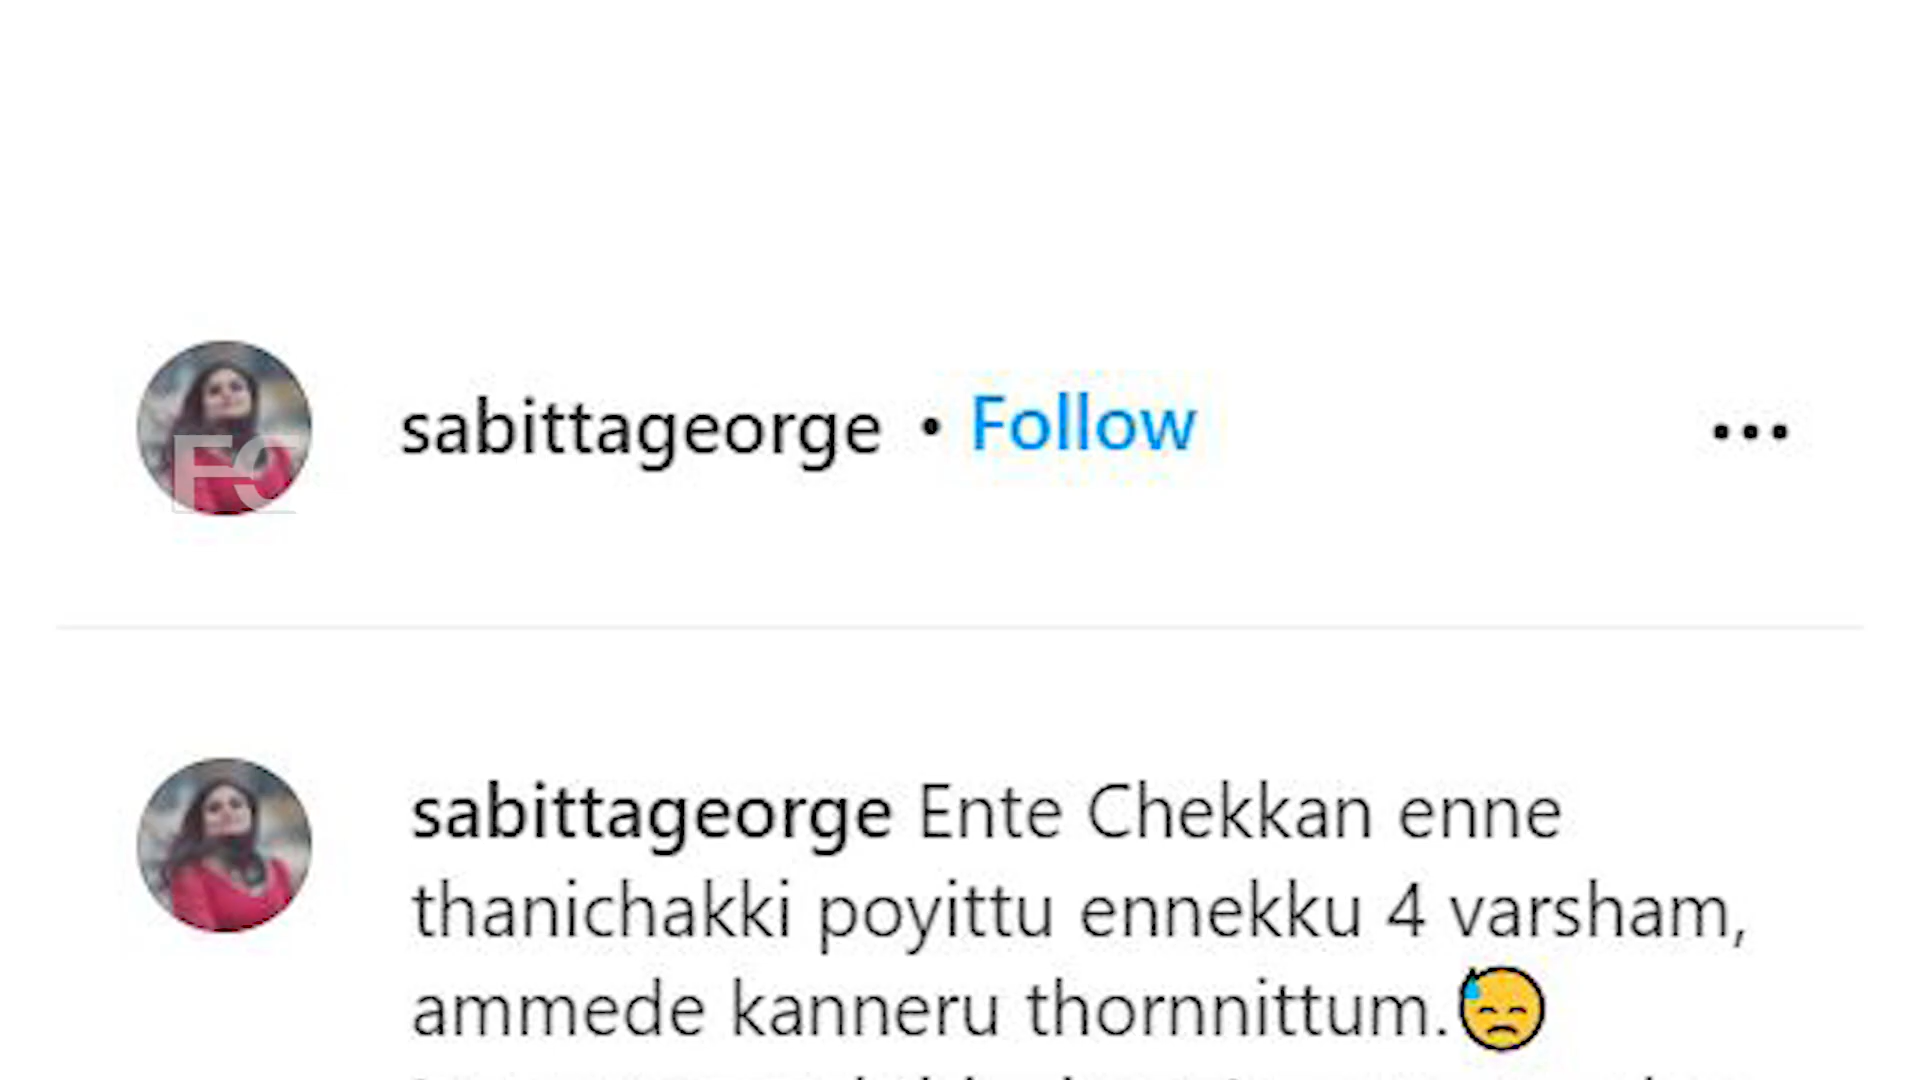 sabittageorge • Follow
sabittageorge Ente Chekkan enne
thanichakki poyittu ennekku 4 varsham,
ammede kanneru thornnittum.😓